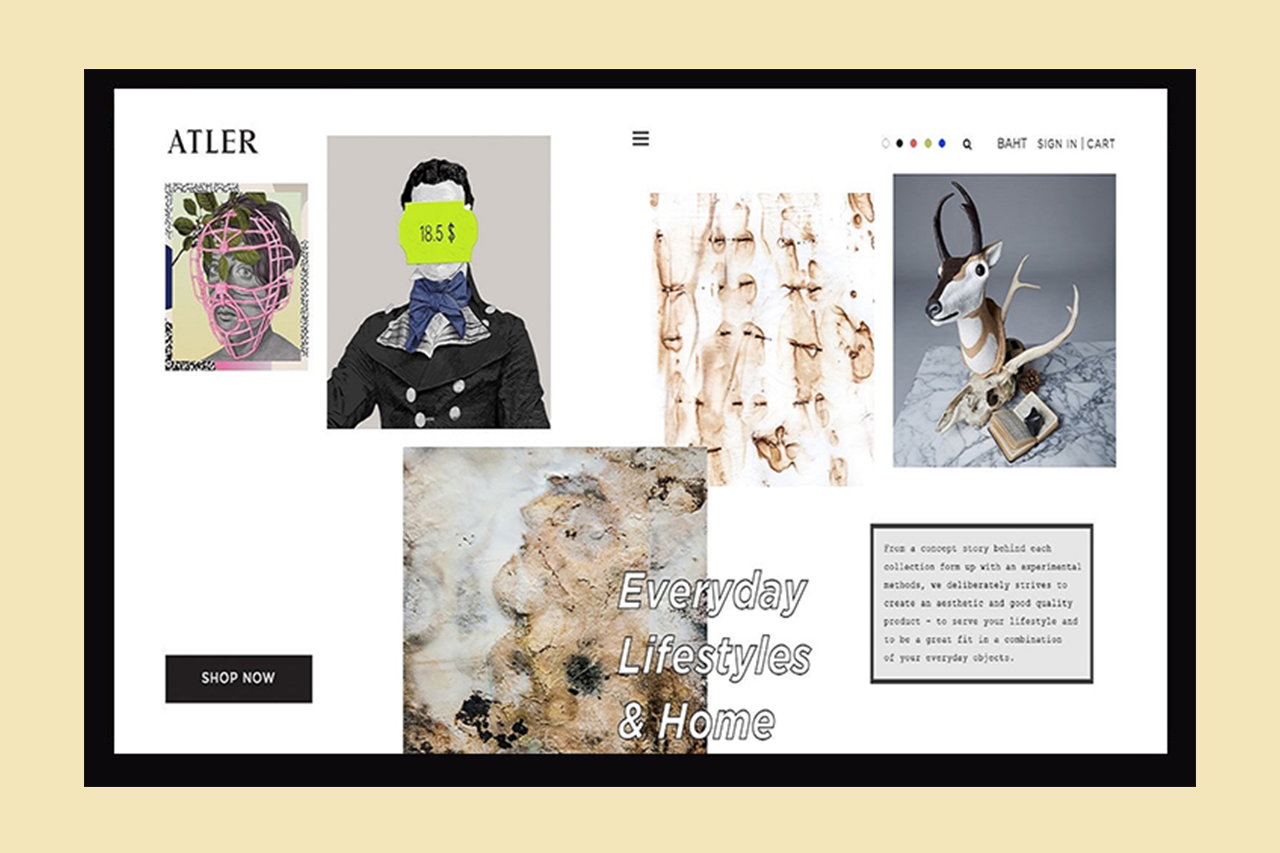 ATLER
BAHT SIGN IN | CART
18.5 $
From a concept story behind each
collection form up with an experimental
methods, we deliberately strives to
create an aesthetic and good quality
product - to serve your lifestyle and
to be a great fit in a combination
of your everyday objects.
Everyday
Lifestyles
& Home
SHOP NOW